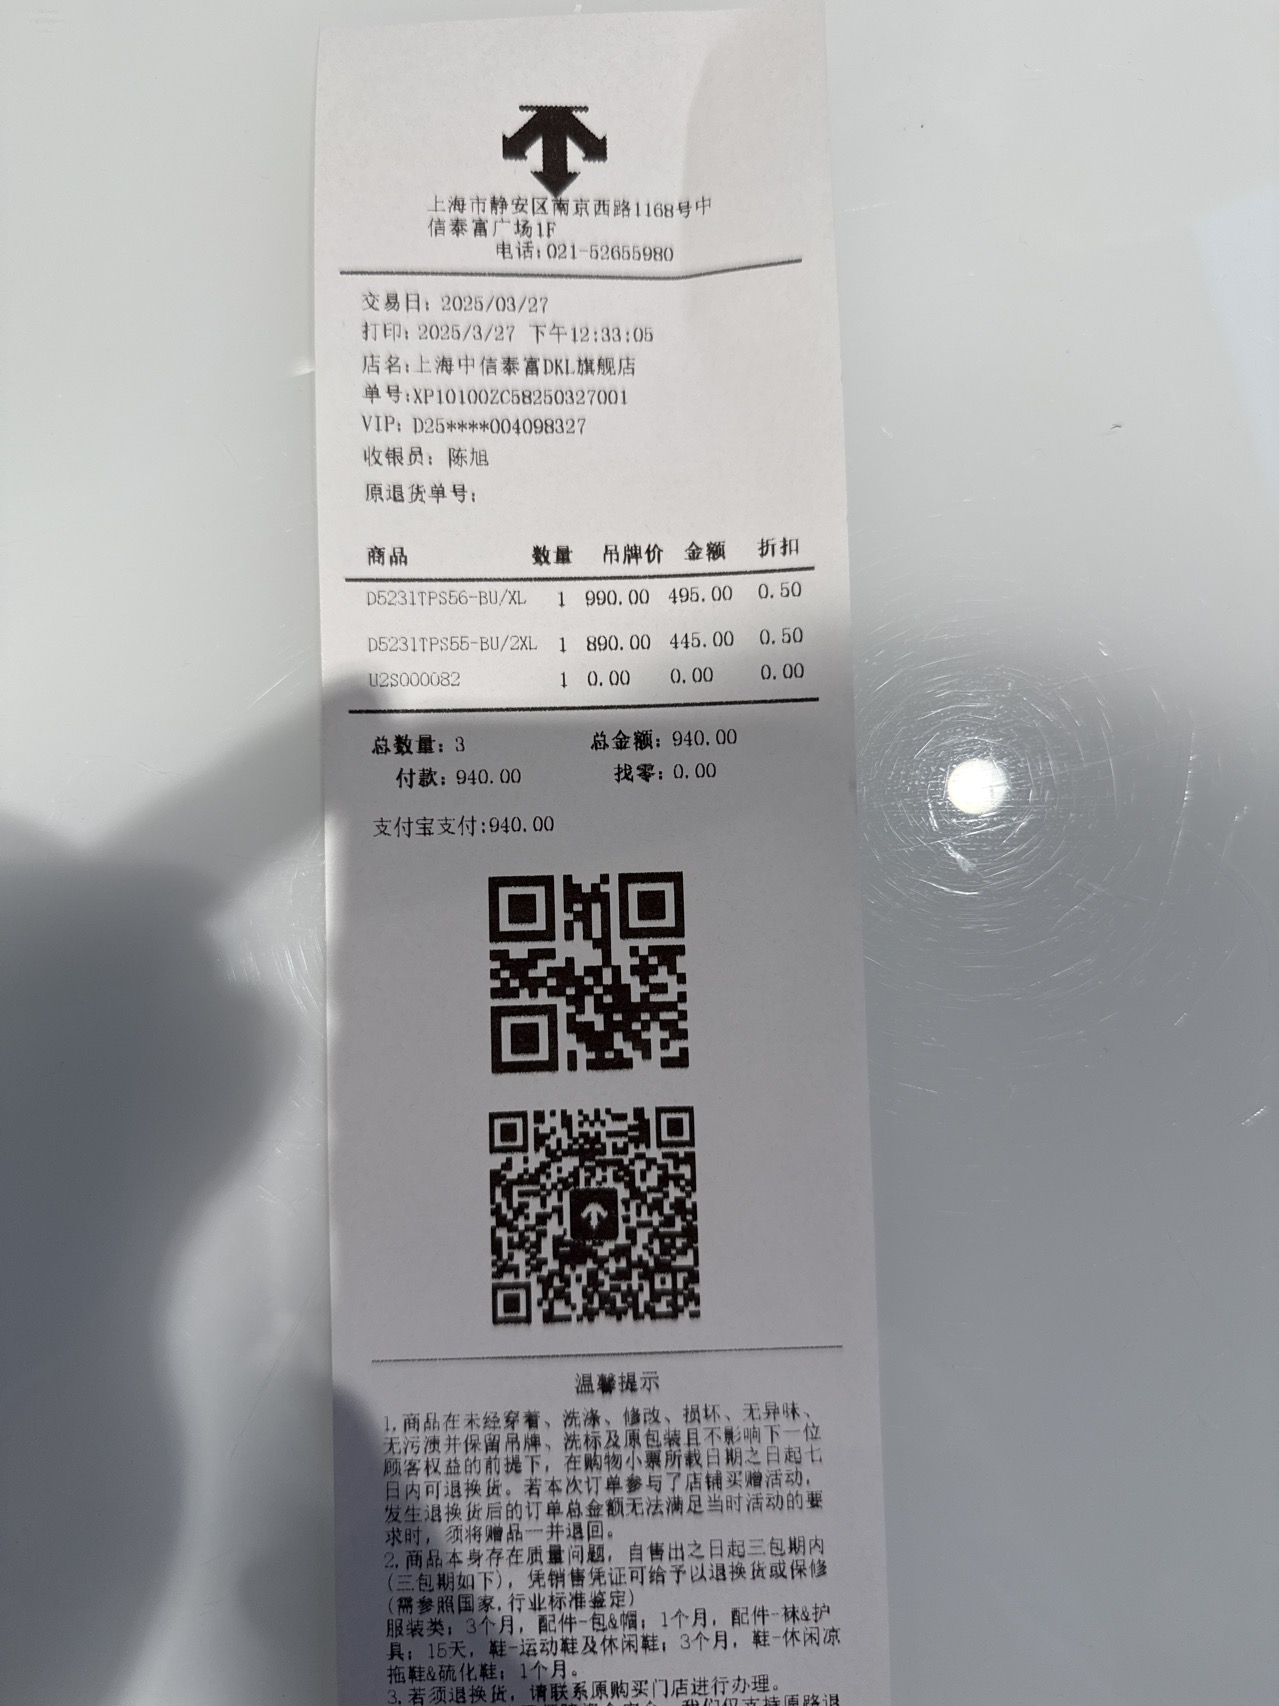 上海市静安区南京西路1168号中
信泰富广场1F
电话:021-52655980
交易日: 2025/03/27
打印: 2025/3/27 下午12:33:05
店名:上海中信泰富DKL旗舰店
单号:XP10100ZC58250327001
VIP: D25****004098327
收银员: 陈旭
原退货单号:
商品 数量 吊牌价 金额 折扣
D5231TPS56-BU/XL 1 990.00 495.00 0.50
D5231TPS55-BU/2XL 1 890.00 445.00 0.50
U2S000082 1 0.00 0.00 0.00
总数量: 3 总金额: 940.00
付款: 940.00 找零: 0.00
支付宝支付:940.00
温馨提示
1.商品在未经穿着、洗涤、修改、损坏、无异味、
无污渍并保留吊牌、洗标及原包装且不影响下一位
顾客权益的前提下，在购物小票所载日期之日起七
日内可退换货。若本次订单参与了店铺买赠活动，
发生退换货后的订单总金额无法满足当时活动的要
求时，须将赠品一并退回。
2.商品本身存在质量问题，自售出之日起三包期内
(三包期如下)，凭销售凭证可给予以退换货或保修
(需参照国家,行业标准鉴定)
服装类: 3个月，配件-包&帽: 1个月，配件-袜&护
具: 15天，鞋-运动鞋及休闲鞋: 3个月，鞋-休闲凉
拖鞋&硫化鞋: 1个月。
3.若须退换货，请联系原购买门店进行办理。
我们仅支持原路退